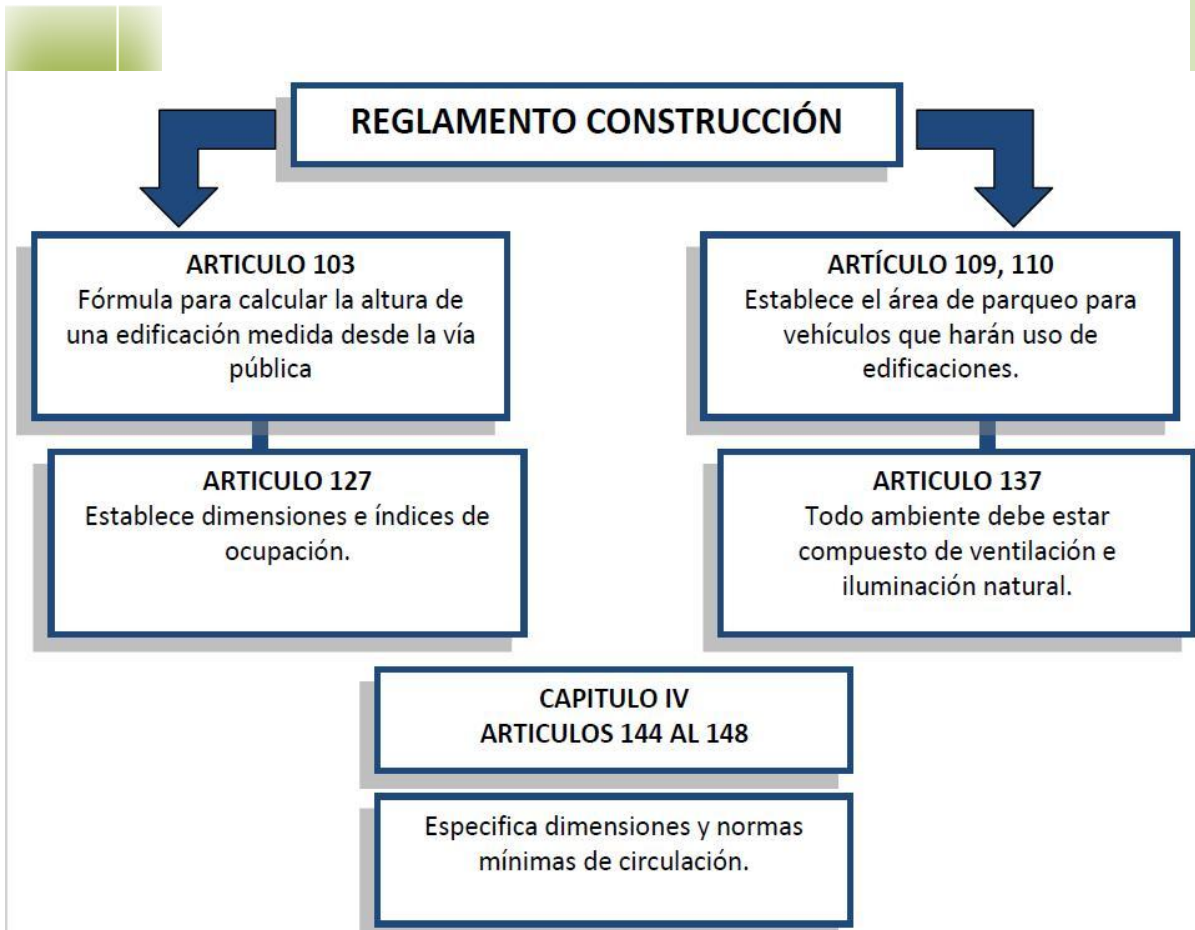 REGLAMENTO CONSTRUCCIÓN
ARTICULO 103
Fórmula para calcular la altura de
una edificación medida desde la vía
pública
ARTÍCULO 109, 110
Establece el área de parqueo para
vehículos que harán uso de
edificaciones.
ARTICULO 127
Establece dimensiones e índices de
ocupación.
ARTICULO 137
Todo ambiente debe estar
compuesto de ventilación e
iluminación natural.
CAPITULO IV
ARTICULOS 144 AL 148
Especifica dimensiones y normas
mínimas de circulación.